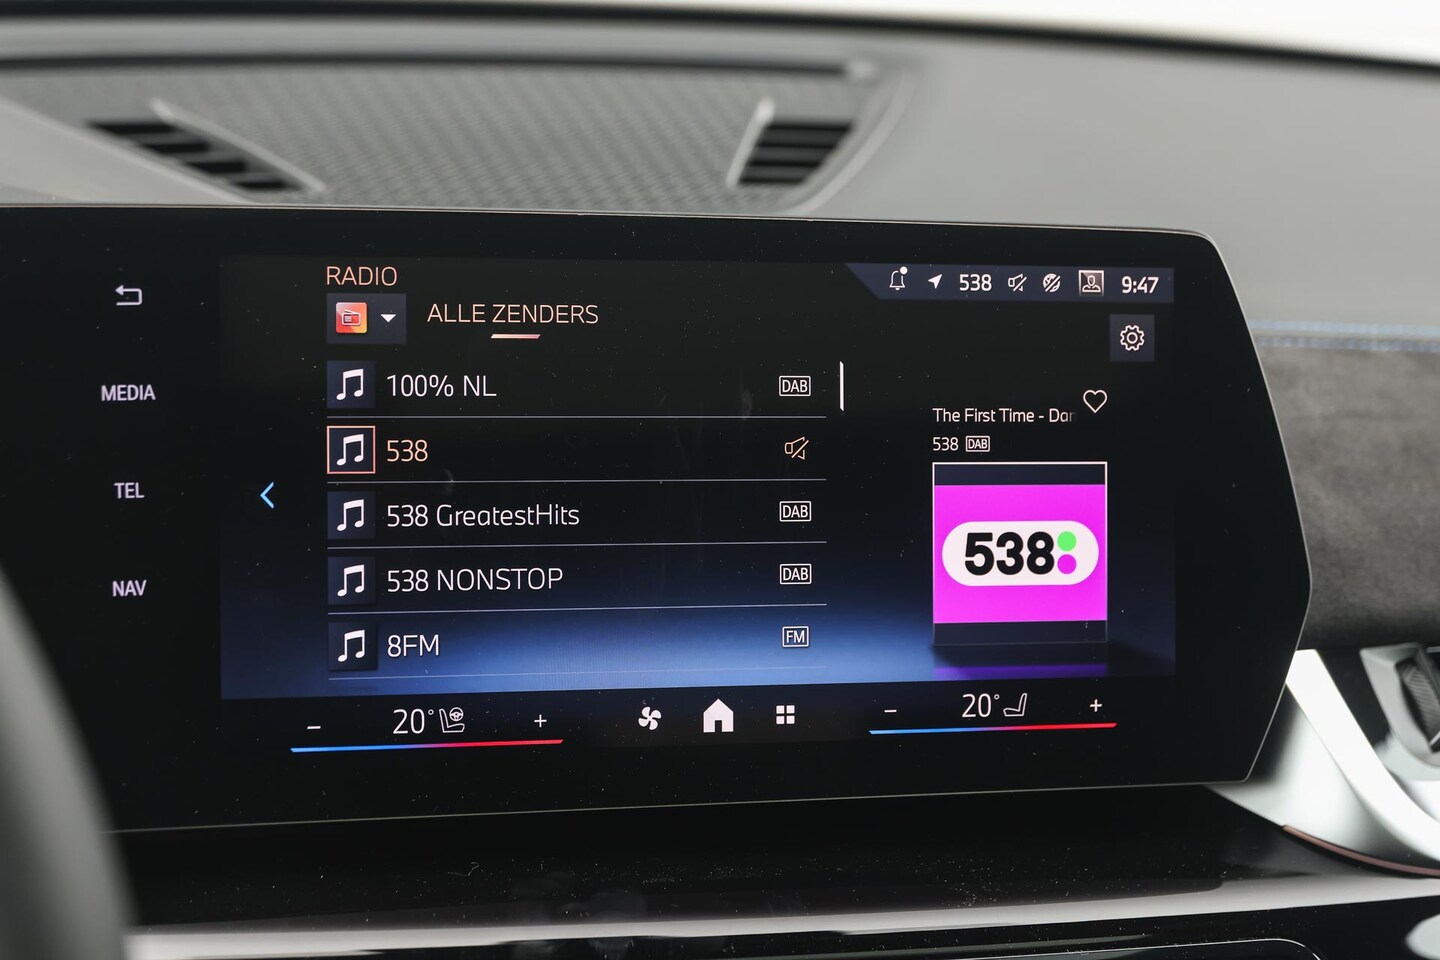 RADIO
538 9:47
ALLE ZENDERS
MEDIA
TEL
NAV
100% NL DAB
538
538 GreatestHits DAB
538 NONSTOP DAB
8FM FM
The First Time - Dar
538 DAB
538
- 20° +
- 20° +